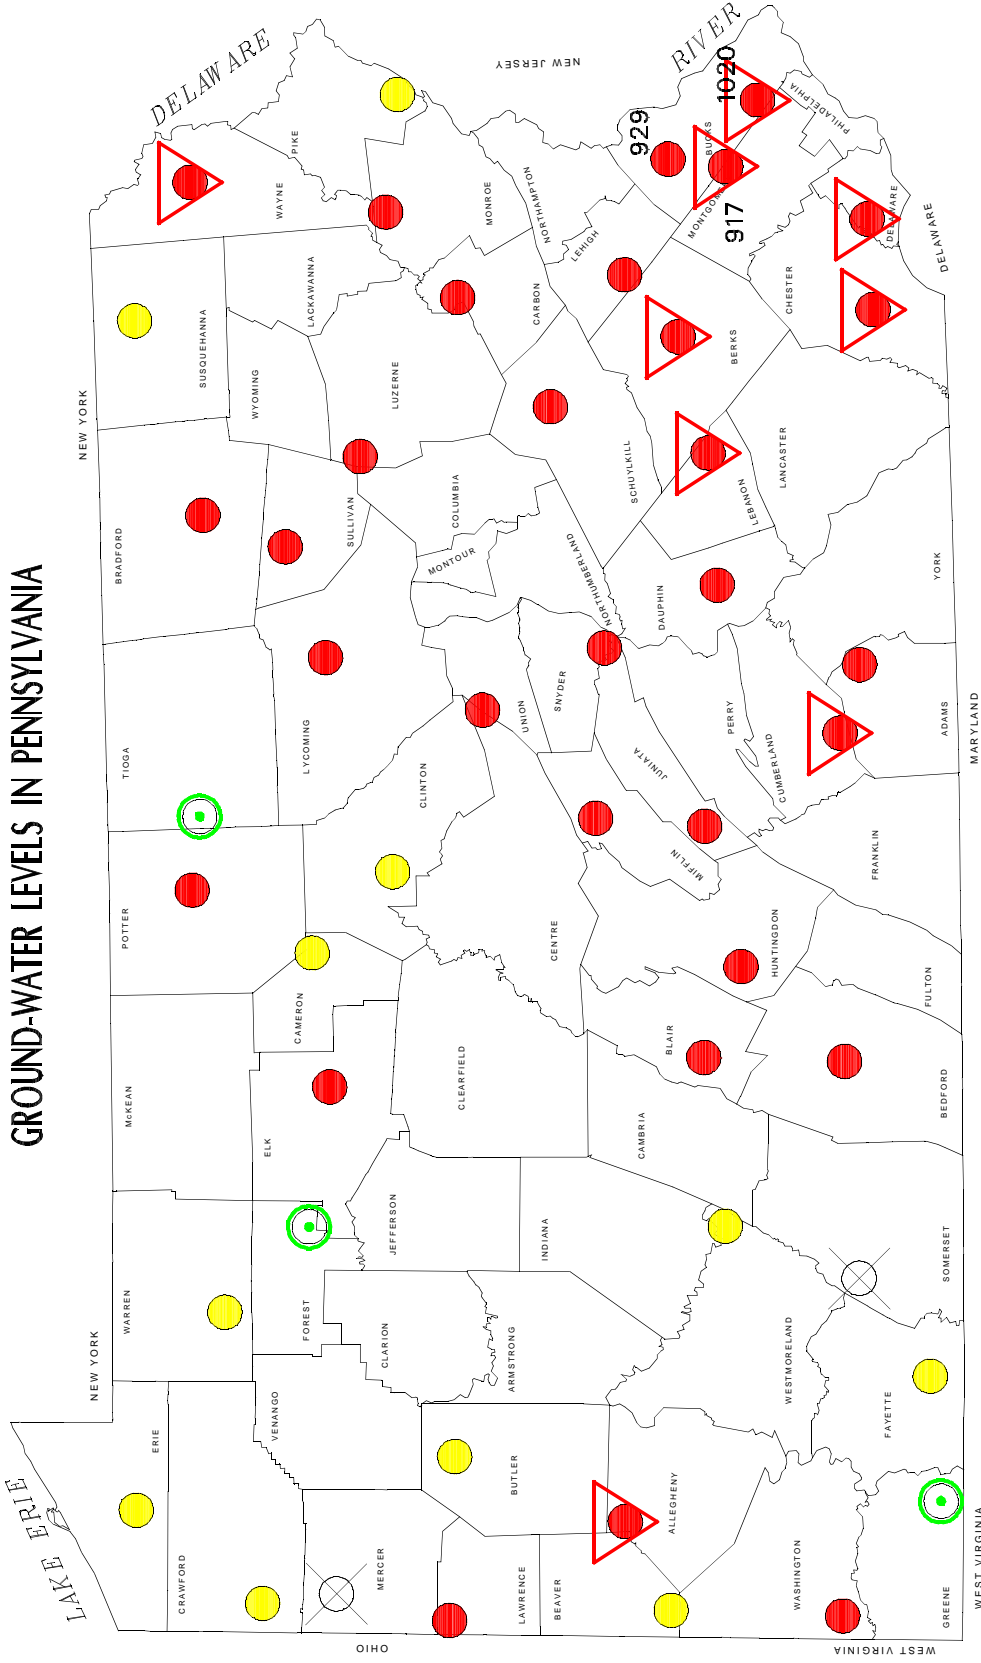 GROUND-WATER LEVELS IN PENNSYLVANIA
LAKE ERIE
NEW YORK
NEW YORK
DELAWARE
RIVER
NEW JERSEY
ERIE
CRAWFORD
WARREN
McKEAN
POTTER
TIOGA
BRADFORD
SUSQUEHANNA
WAYNE
PIKE
WYOMING
LACKAWANNA
MERCER
VENANGO
FOREST
ELK
CAMERON
CLINTON
LYCOMING
SULLIVAN
LUZERNE
MONROE
CLARION
JEFFERSON
CLEARFIELD
CENTRE
UNION
MONTOUR
COLUMBIA
CARBON
NORTHAMPTON
LAWRENCE
BUTLER
ARMSTRONG
INDIANA
SNYDER
NORTHUMBERLAND
SCHUYLKILL
LEHIGH
BEAVER
ALLEGHENY
CAMBRIA
BLAIR
MIFFLIN
JUNIATA
PERRY
DAUPHIN
LEBANON
BERKS
MONTGOM
BUCKS
929
1020
917
PHILADELPHIA
WASHINGTON
WESTMORELAND
HUNTINGDON
CUMBERLAND
LANCASTER
CHESTER
DELAWARE
GREENE
FAYETTE
SOMERSET
BEDFORD
FULTON
FRANKLIN
ADAMS
YORK
OHIO
WEST VIRGINIA
WEST VIRGINIA
MARYLAND
DELAWARE